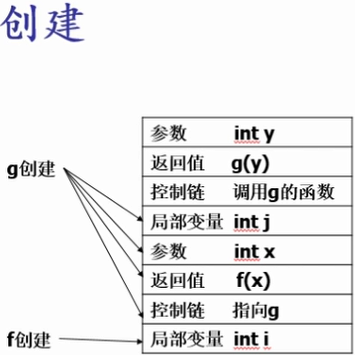 创建
参数 int y
返回值 g(y)
控制链 调用g的函数
g创建
局部变量 int j
参数 int x
返回值 f(x)
控制链 指向g
f创建
局部变量 int i